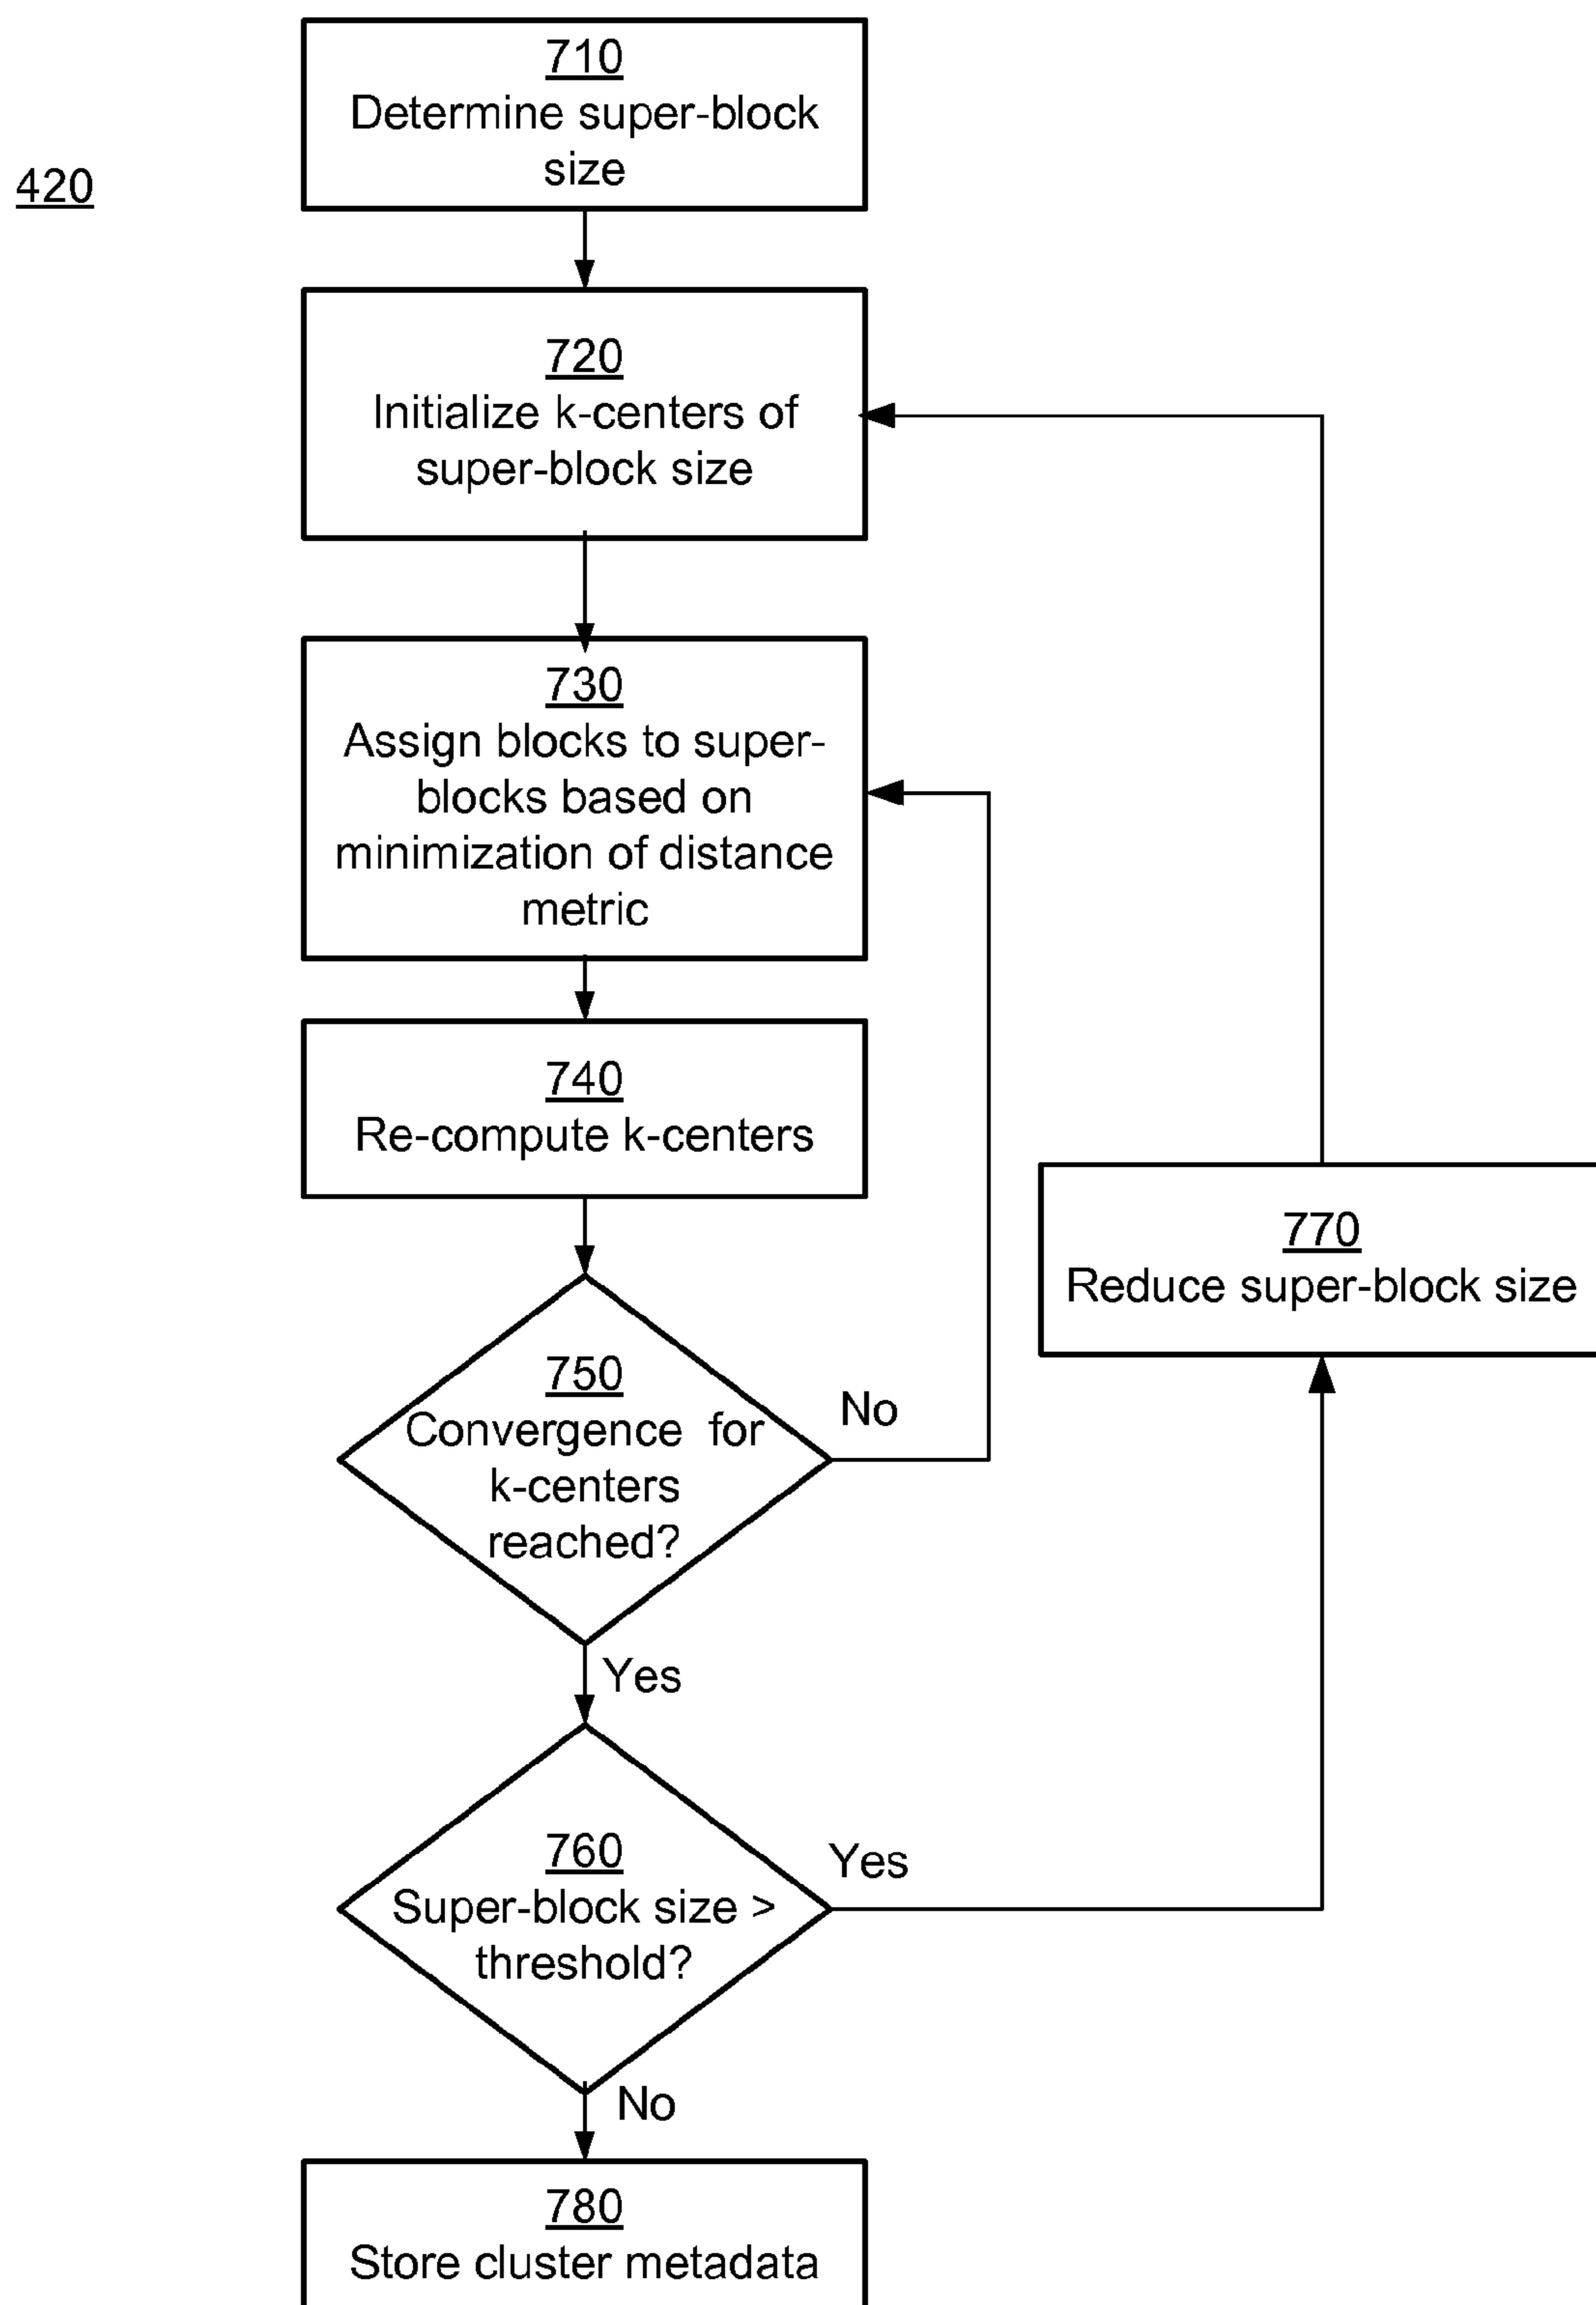 710
Determine super-block
size
420
720
Initialize k-centers of
super-block size
730
Assign blocks to super-
blocks based on
minimization of distance
metric
740
Re-compute k-centers
770
Reduce super-block size
750
Convergence for
k-centers
reached?
No
Yes
760
Super-block size >
threshold?
Yes
No
780
Store cluster metadata